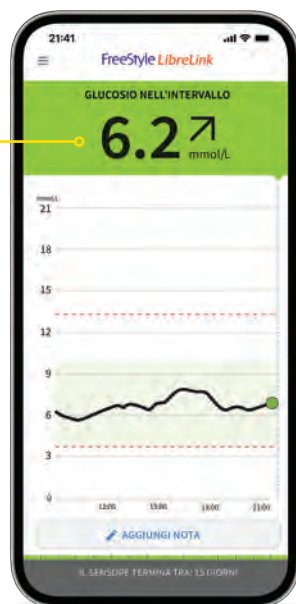 21:41
FreeStyle LibreLink
GLUCOSIO NELL'INTERVALLO
6.2
mmol/L
mmol/L
21
18
15
12
9
6
3
0
12:00 15:00 18:00 21:00
AGGIUNGI NOTA
IL SENSORE TERMINA TRA: 15 GIORNI